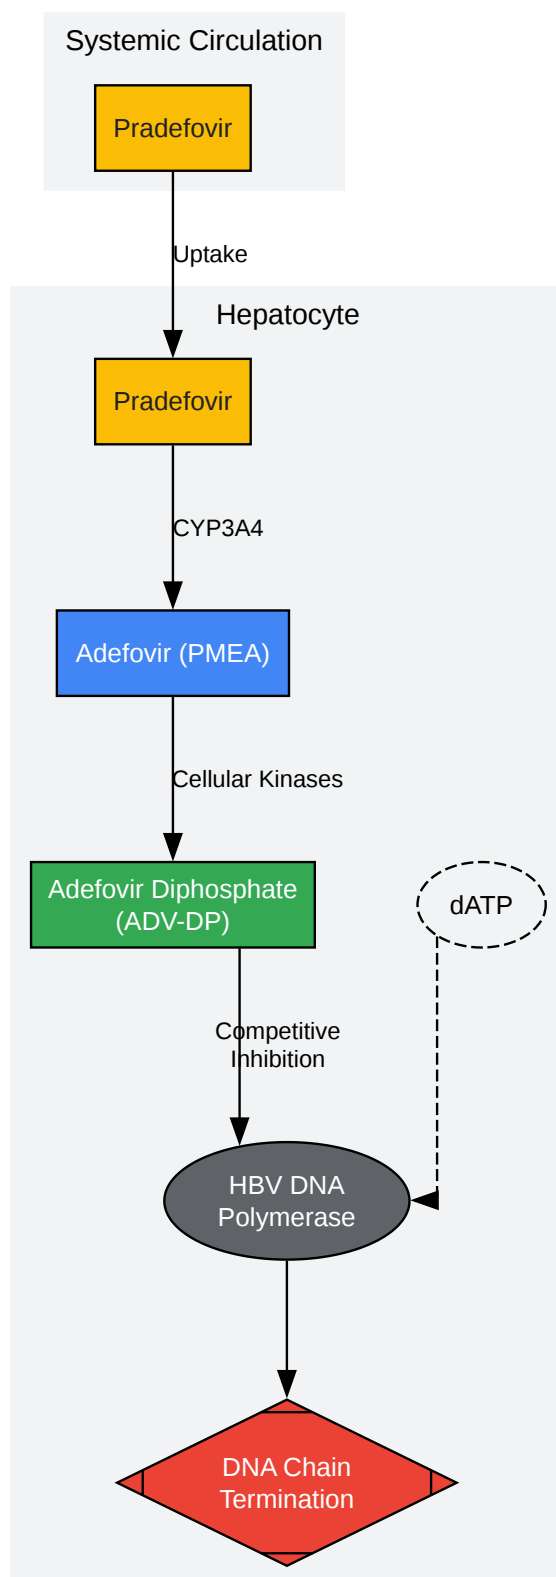 Systemic Circulation
Pradefovir
Uptake
Hepatocyte
Pradefovir
CYP3A4
Adefovir (PMEA)
Cellular Kinases
Adefovir Diphosphate
(ADV-DP)
dATP
Competitive
Inhibition
HBV DNA
Polymerase
DNA Chain
Termination